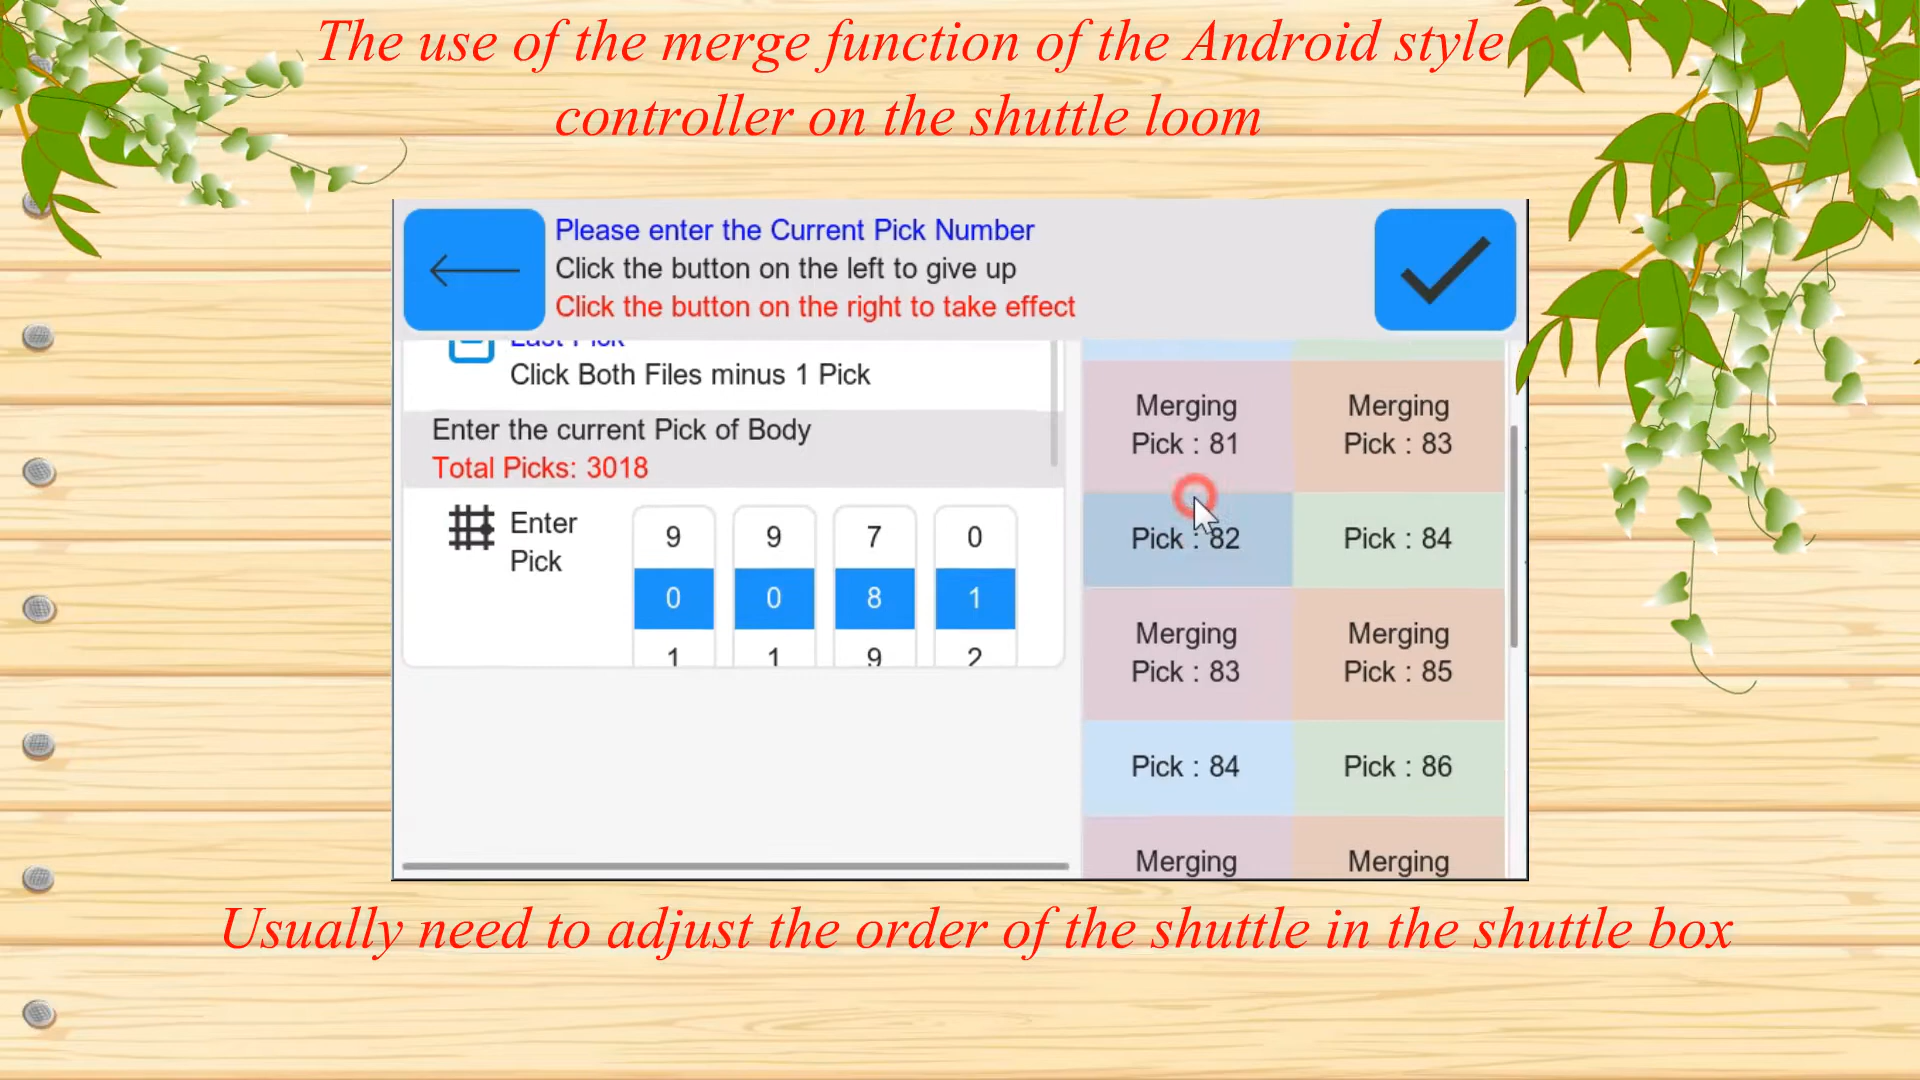 The use of the merge function of the Android style
controller on the shuttle loom
Please enter the Current Pick Number
Click the button on the left to give up
Click the button on the right to take effect
Last Pick
Click Both Files minus 1 Pick
Enter the current Pick of Body
Total Picks: 3018
Enter
Pick
9 9 7 0
0 0 8 1
1 1 9 2
Merging
Pick : 81
Merging
Pick : 83
Pick : 82
Pick : 84
Merging
Pick : 83
Merging
Pick : 85
Pick : 84
Pick : 86
Merging
Merging
Usually need to adjust the order of the shuttle in the shuttle box